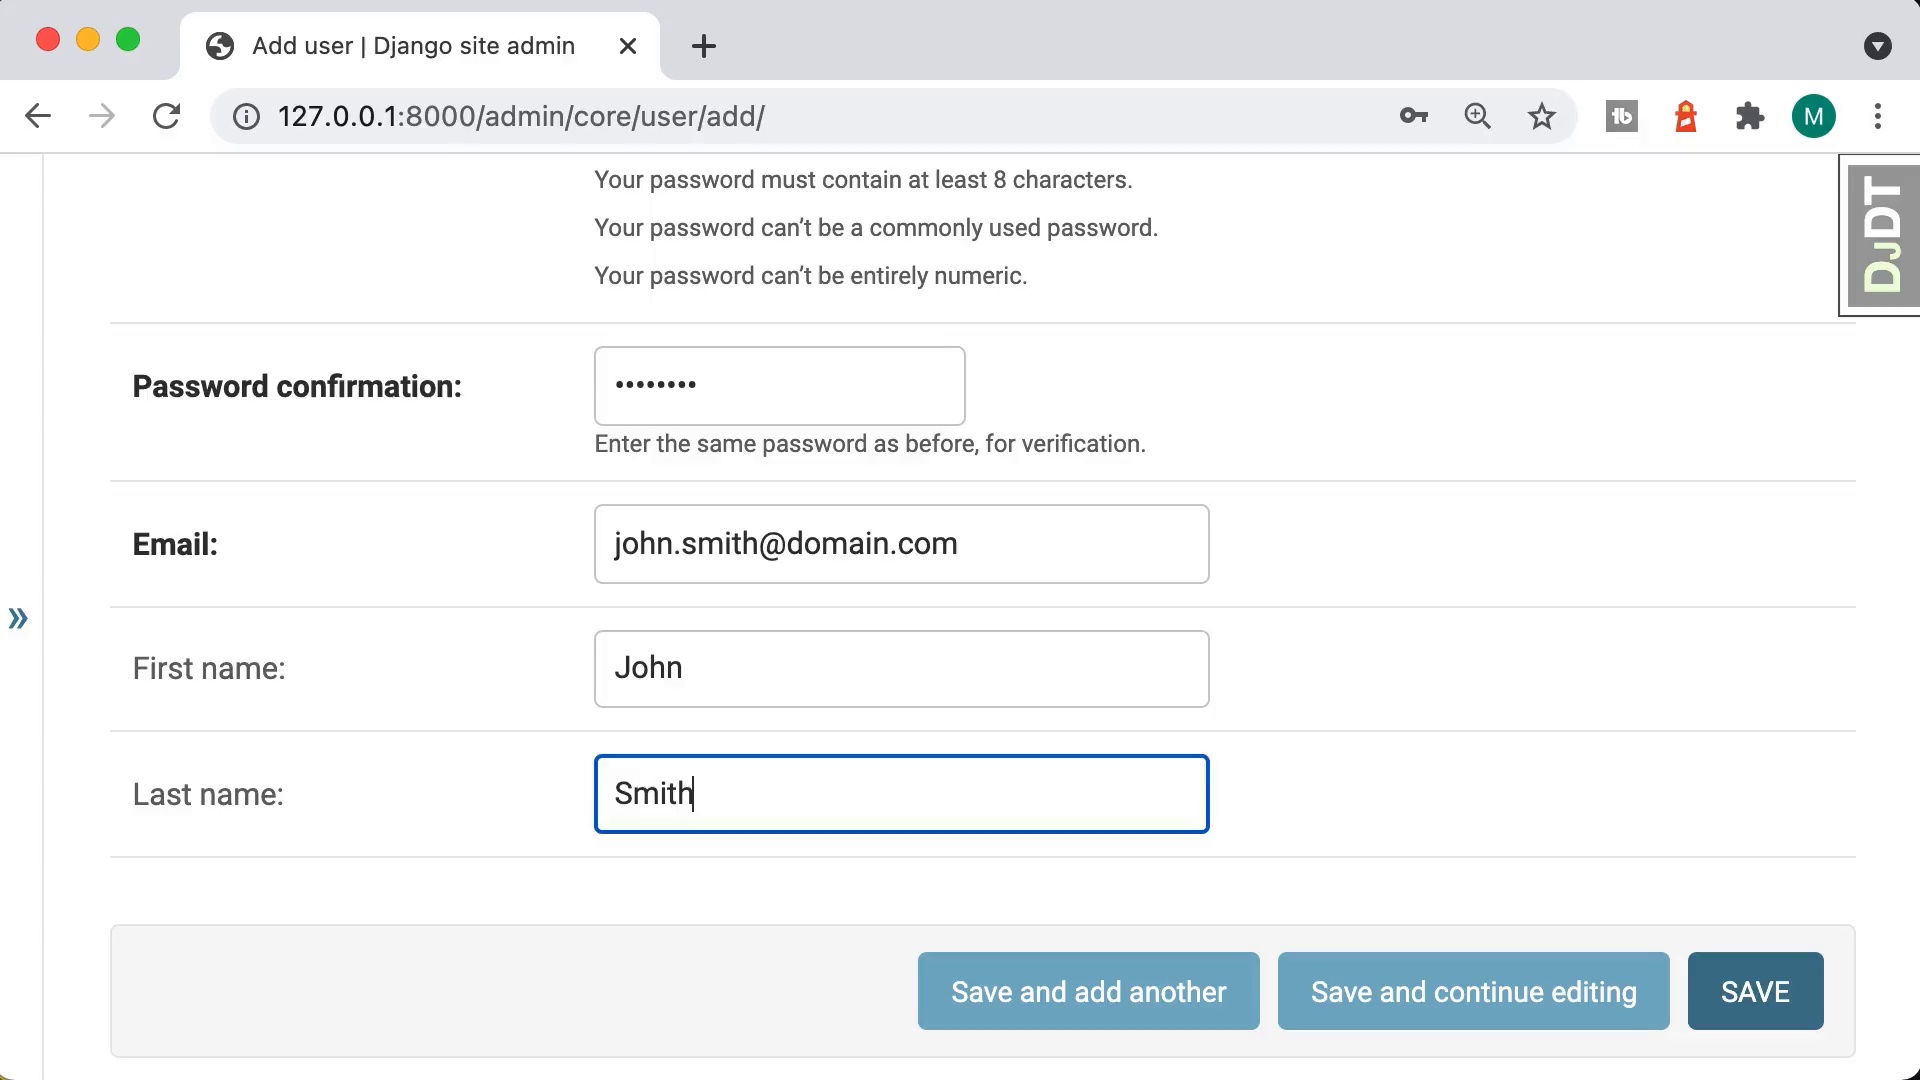 Add user | Django site admin
127.0.0.1:8000/admin/core/user/add/
M
Your password must contain at least 8 characters.
Your password can’t be a commonly used password.
Your password can’t be entirely numeric.
DJDT
Password confirmation:
••••••••
Enter the same password as before, for verification.
Email:
john.smith@domain.com
First name:
John
Last name:
Smith
Save and add another
Save and continue editing
SAVE